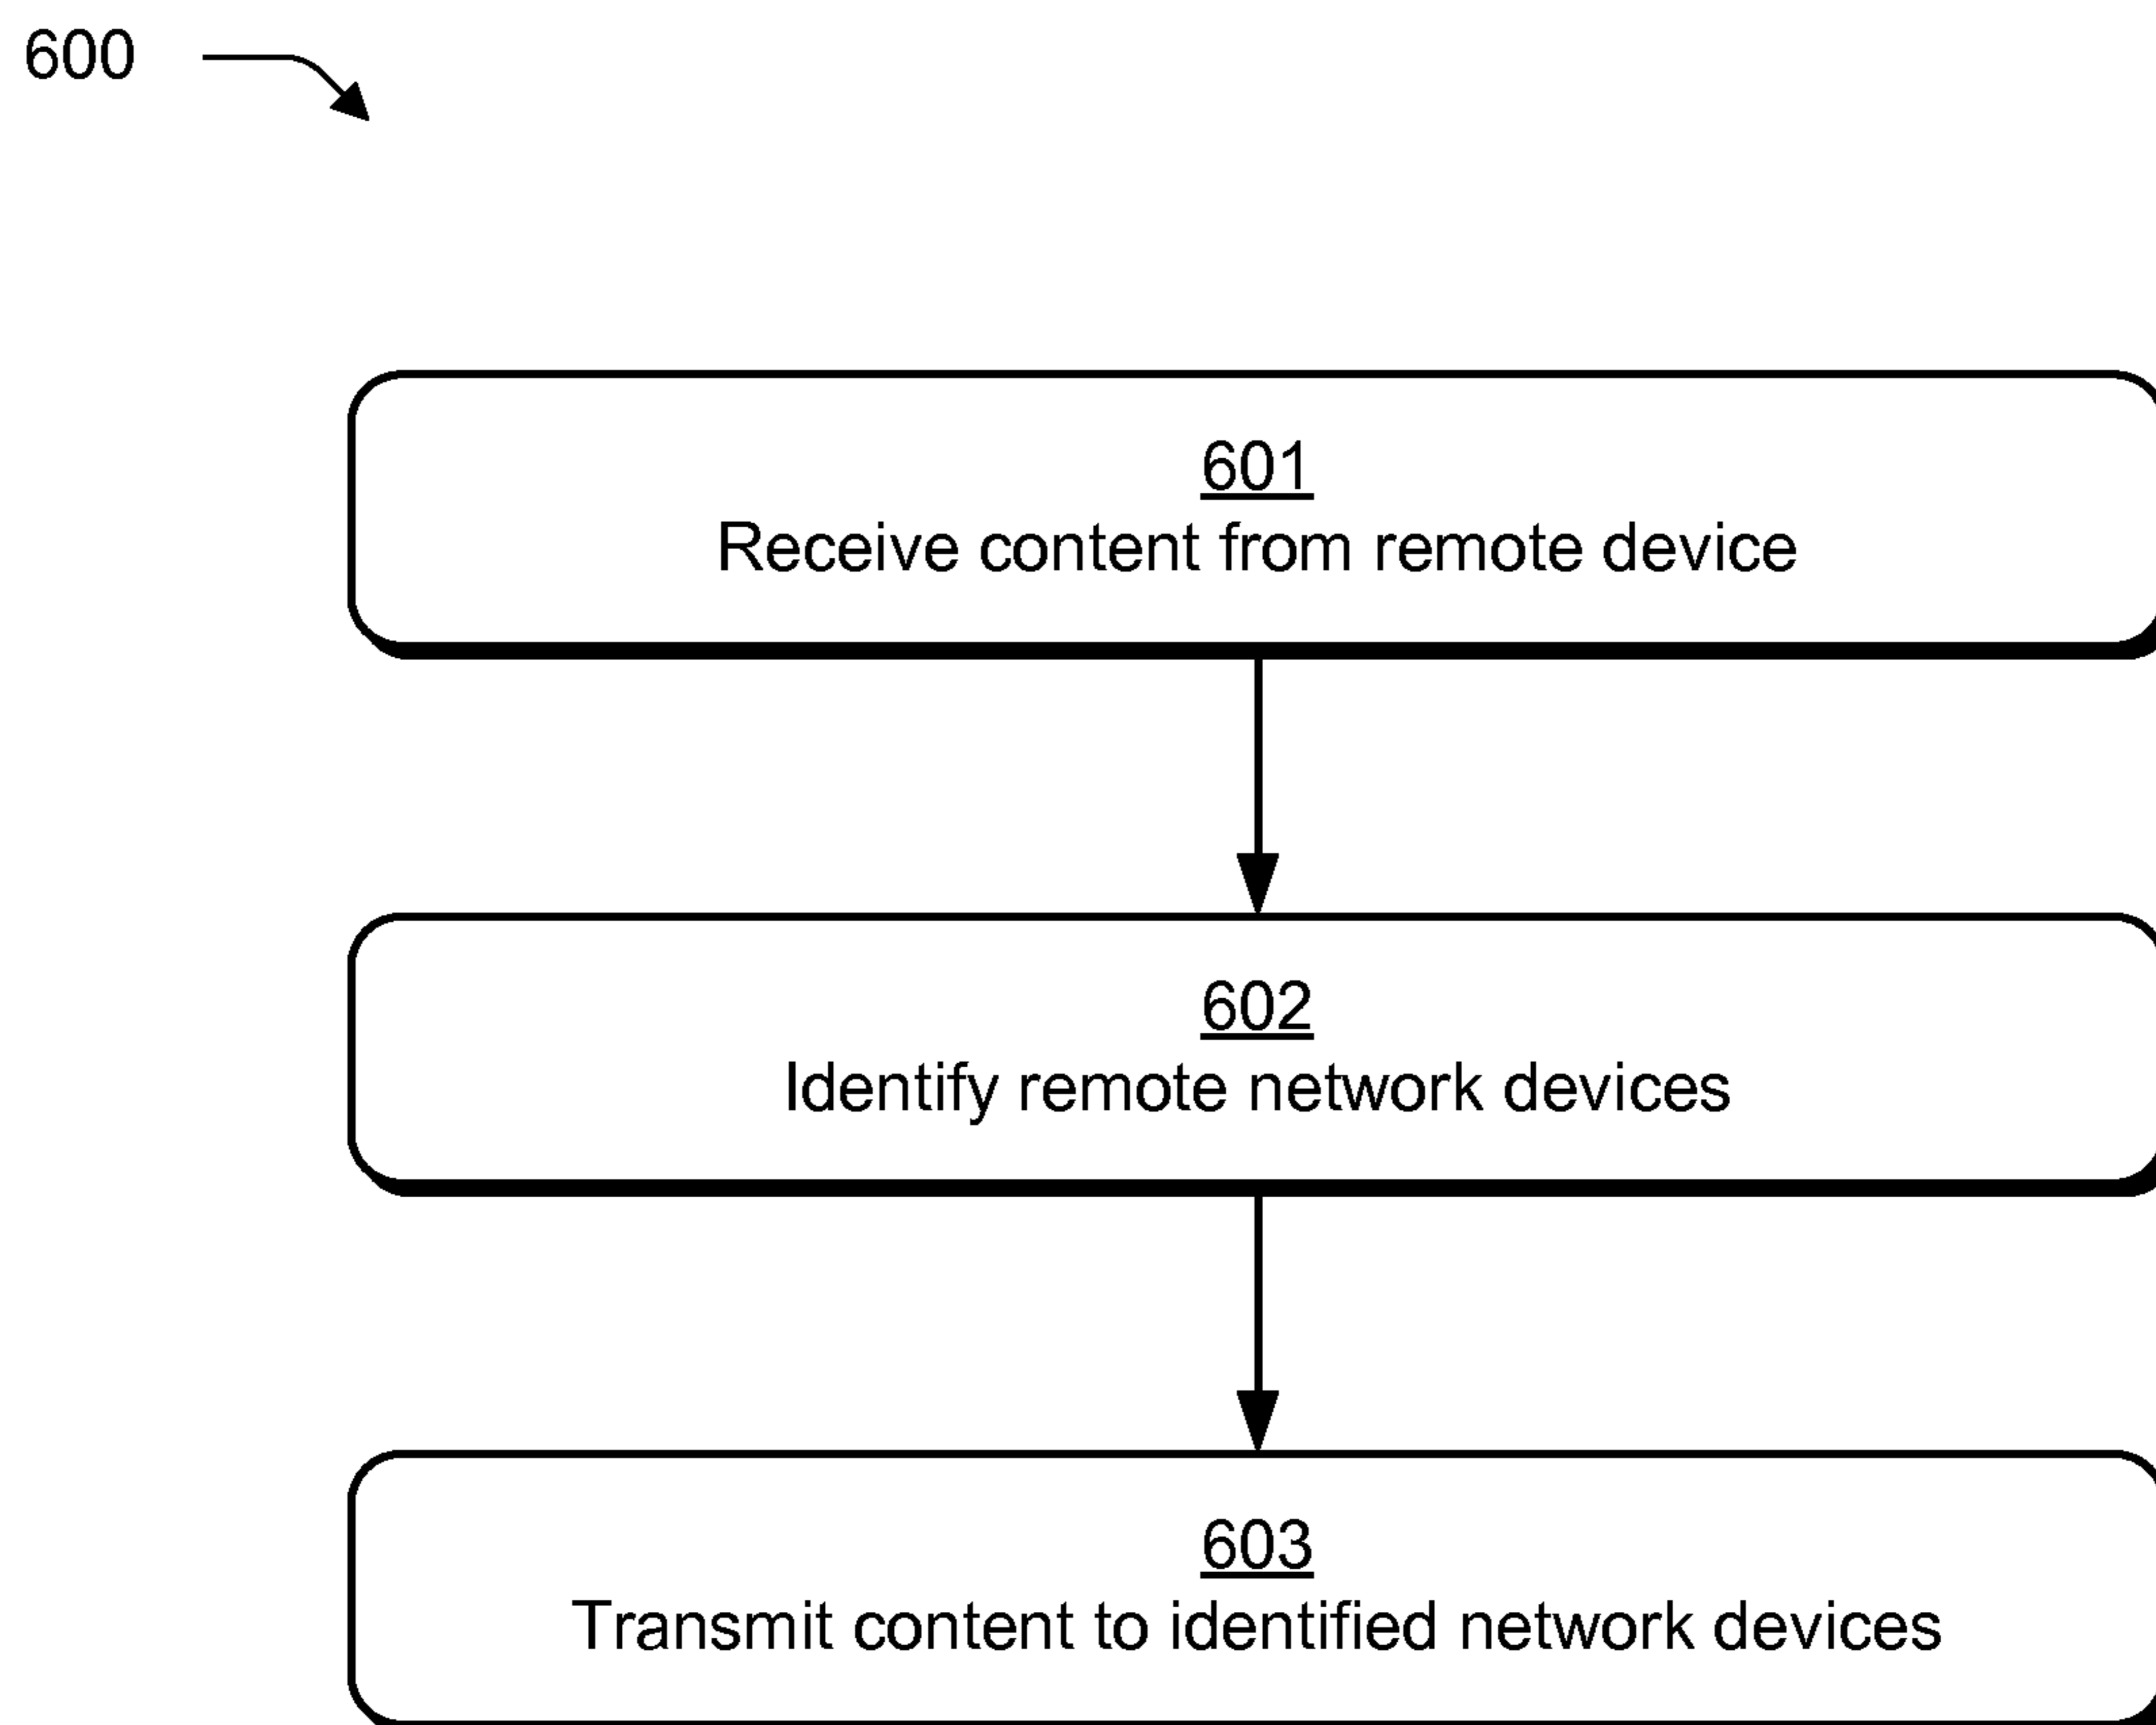 600
601
Receive content from remote device
602
Identify remote network devices
603
Transmit content to identified network devices